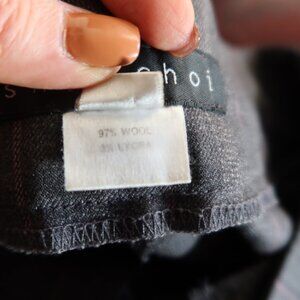 s choi
97% WOOL
3% LYCRA